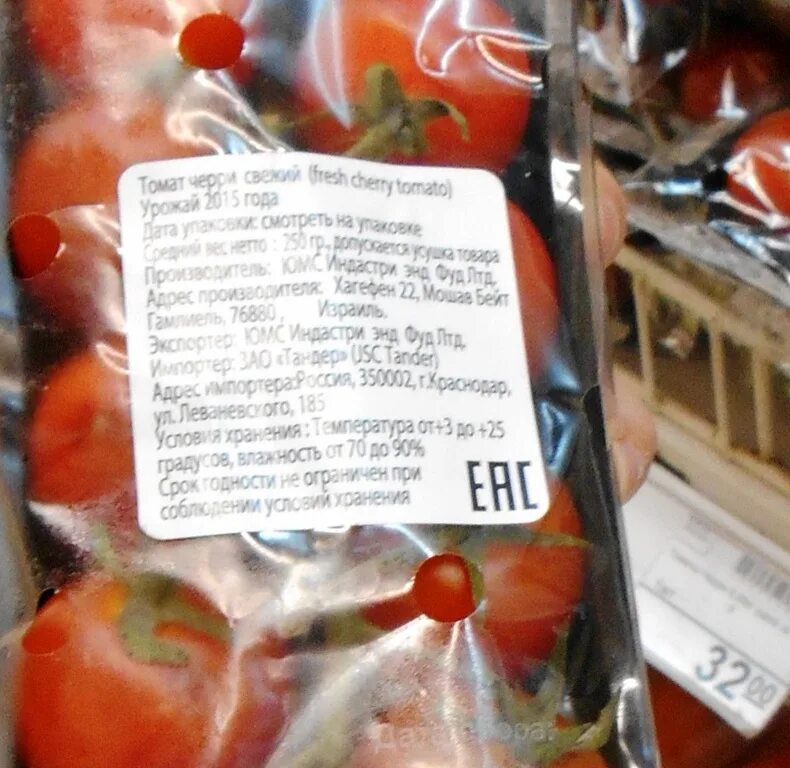 Томат черри свежий (fresh cherry tomato)
Урожай 2015 года
Дата упаковки: смотреть на упаковке
Средний вес нетто : 250 гр., допускается усушка товара
Производитель: ЮМС Индастри энд Фуд Лтд,
Адрес производителя: Хагефен 22, Мошав Бейт
Гамлиель, 76880, Израиль.
Экспортер: ЮМС Индастри энд Фуд Лтд,
Импортер: ЗАО «Тандер» (JSC Tander)
Адрес импортера:Россия, 350002, г.Краснодар,
ул. Леваневского, 185
Условия хранения : Температура от+3 до +25
градусов, влажность от 70 до 90%
Срок годности не ограничен при
соблюдении условий хранения
EAC
32 00
Дата